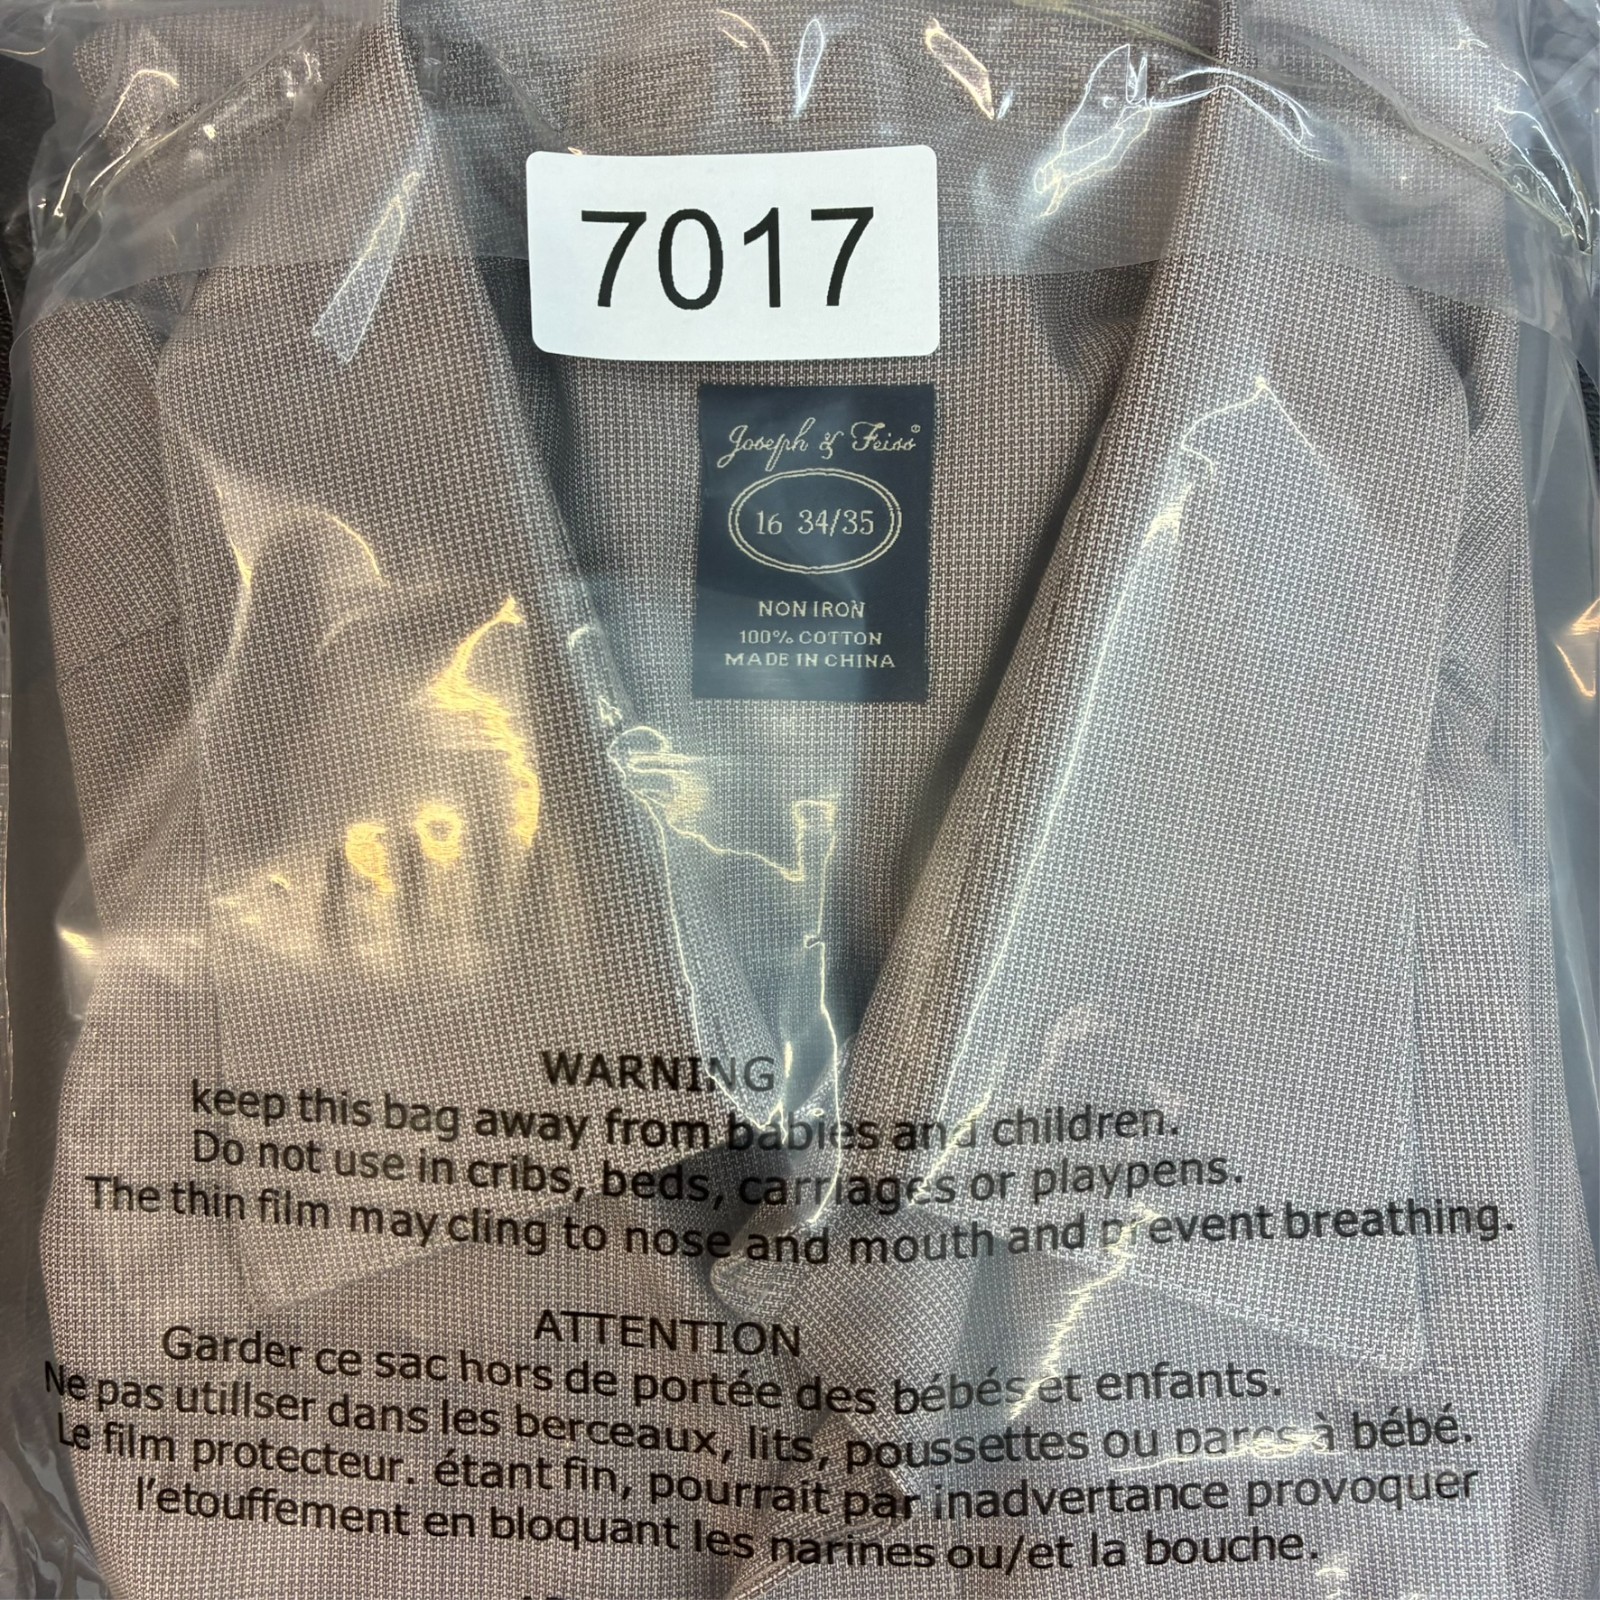 7017
Joseph & Feiss®
16 34/35
NON IRON
100% COTTON
MADE IN CHINA
WARNING
keep this bag away from babies and children.
Do not use in cribs, beds, carriages or playpens.
The thin film may cling to nose and mouth and prevent breathing.
ATTENTION
Garder ce sac hors de portée des bébés et enfants.
Ne pas utillser dans les berceaux, lits, poussettes ou parcs à bébé.
Le film protecteur. étant fin, pourrait par inadvertance provoquer
l'etouffement en bloquant les narines ou/et la bouche.